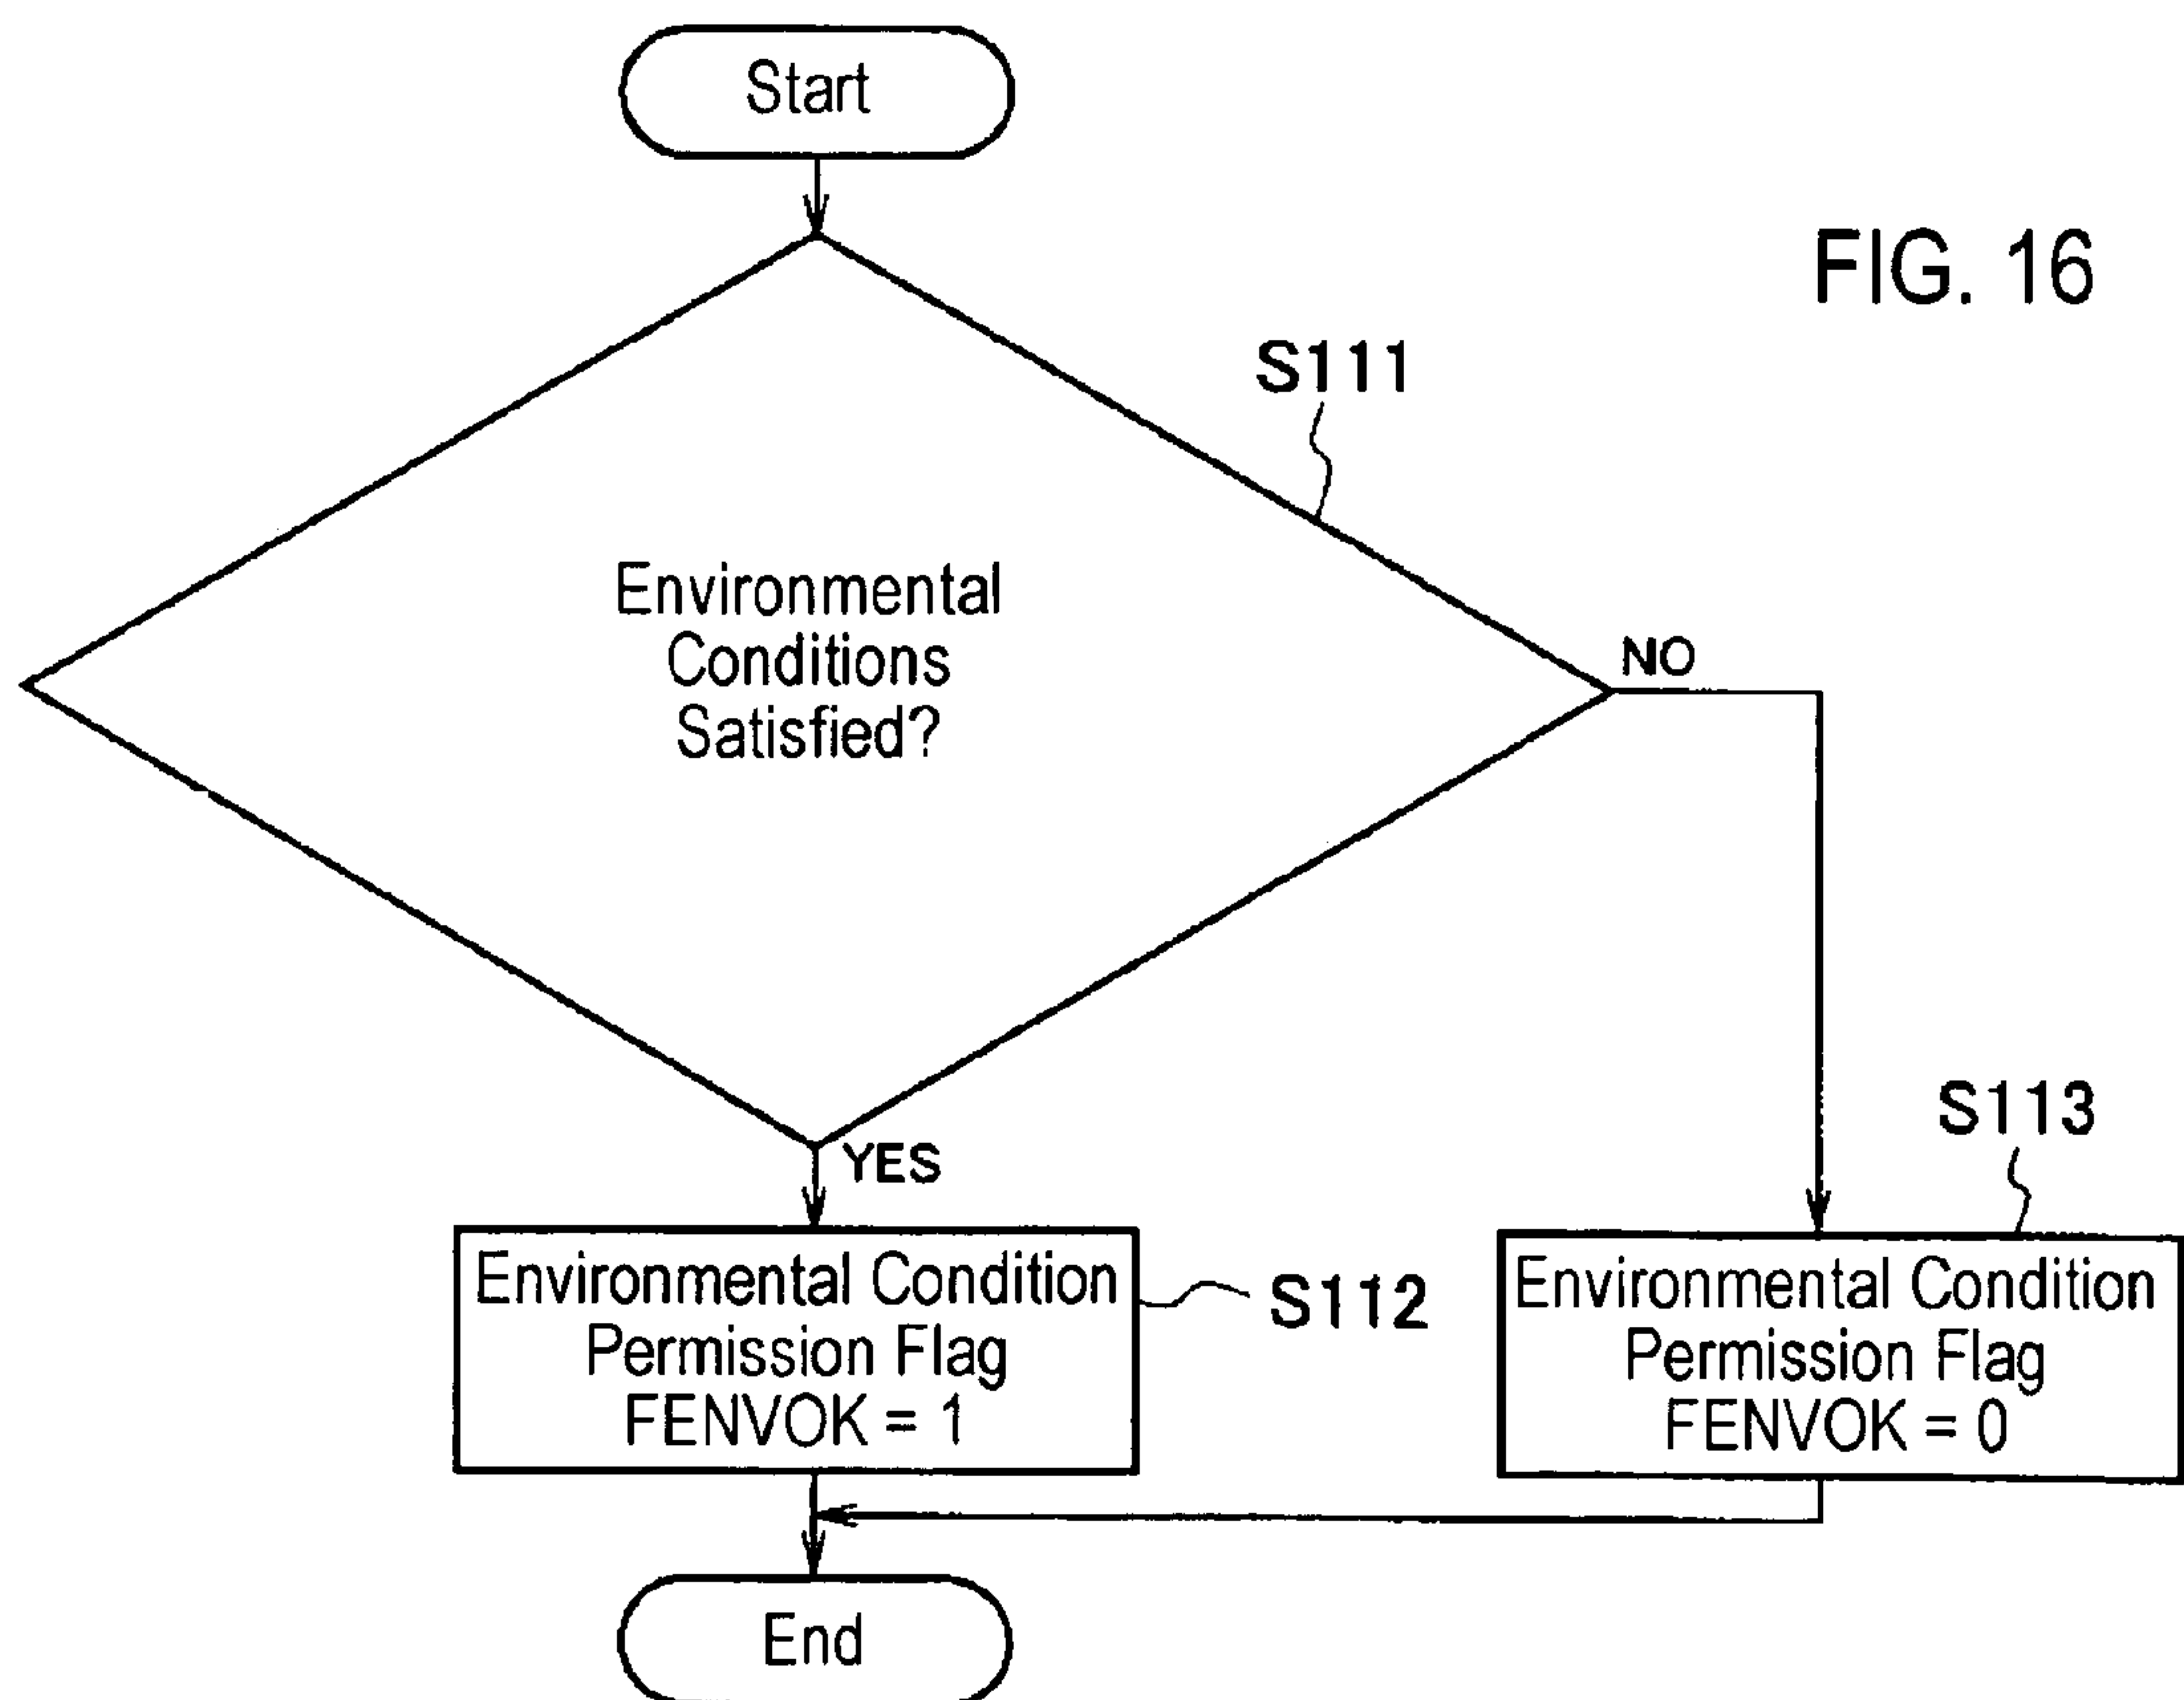 Start
FIG. 16
S111
Environmental
Conditions
Satisfied?
NO
YES
S113
Environmental Condition
Permission Flag
FENVOK = 1
S112
Environmental Condition
Permission Flag
FENVOK = 0
End